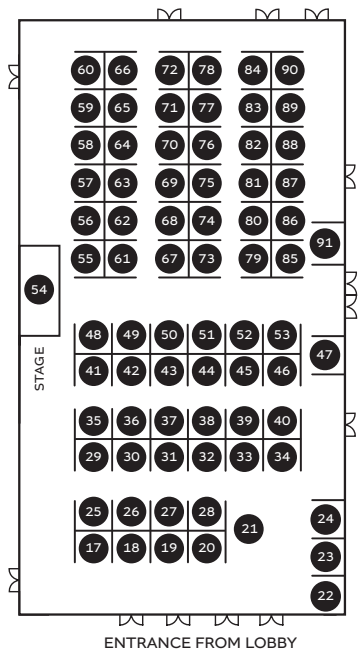 60 66 72 78 84 90
59 65 71 77 83 89
58 64 70 76 82 88
57 63 69 75 81 87
56 62 68 74 80 86
91
55 61 67 73 79 85
54
48 49 50 51 52 53
47
STAGE
41 42 43 44 45 46
35 36 37 38 39 40
29 30 31 32 33 34
25 26 27 28
24
21
17 18 19 20
23
22
ENTRANCE FROM LOBBY